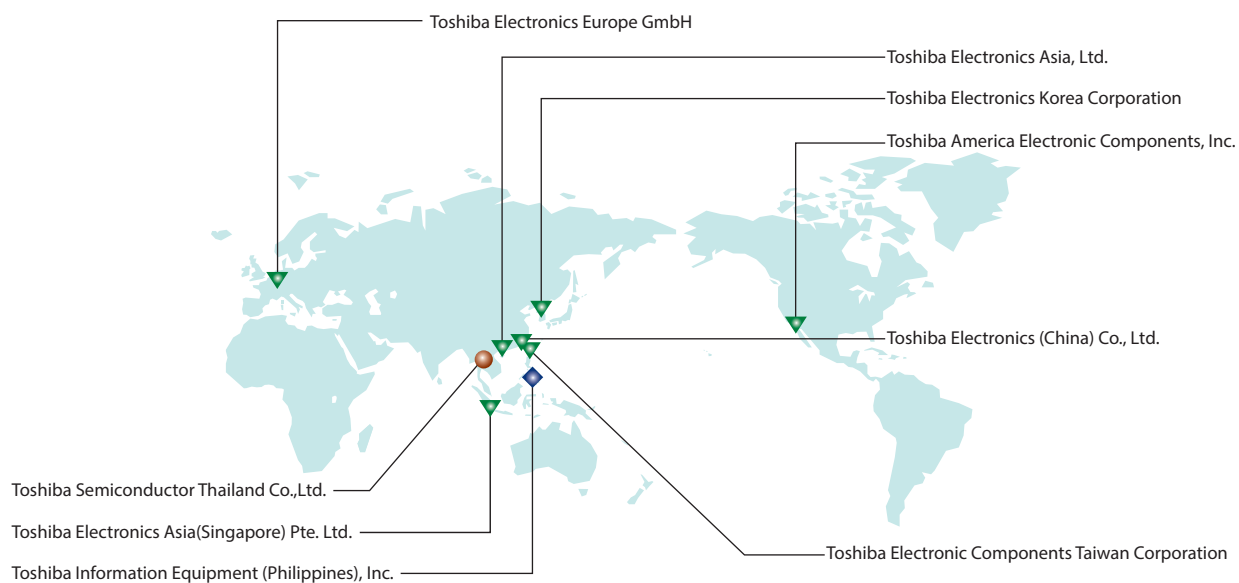 Toshiba Electronics Europe GmbH
Toshiba Electronics Asia, Ltd.
Toshiba Electronics Korea Corporation
Toshiba America Electronic Components, Inc.
Toshiba Electronics (China) Co., Ltd.
Toshiba Semiconductor Thailand Co.,Ltd.
Toshiba Electronics Asia(Singapore) Pte. Ltd.
Toshiba Electronic Components Taiwan Corporation
Toshiba Information Equipment (Philippines), Inc.